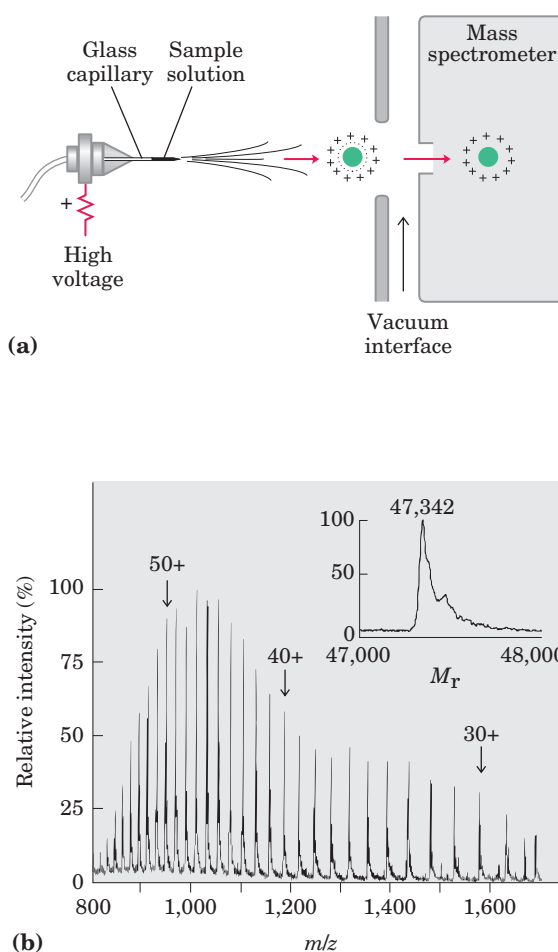 Glass
capillary
Sample
solution
Mass
spectrometer
+
High
voltage
+ + + + + + + + + + +
+ + + + + + + + + + +
Vacuum
interface
(a)
47,342
100
50
0
47,000
48,000
Mr
50+
40+
30+
Relative intensity (%)
100
75
50
25
0
800
1,000
1,200
1,400
1,600
m/z
(b)